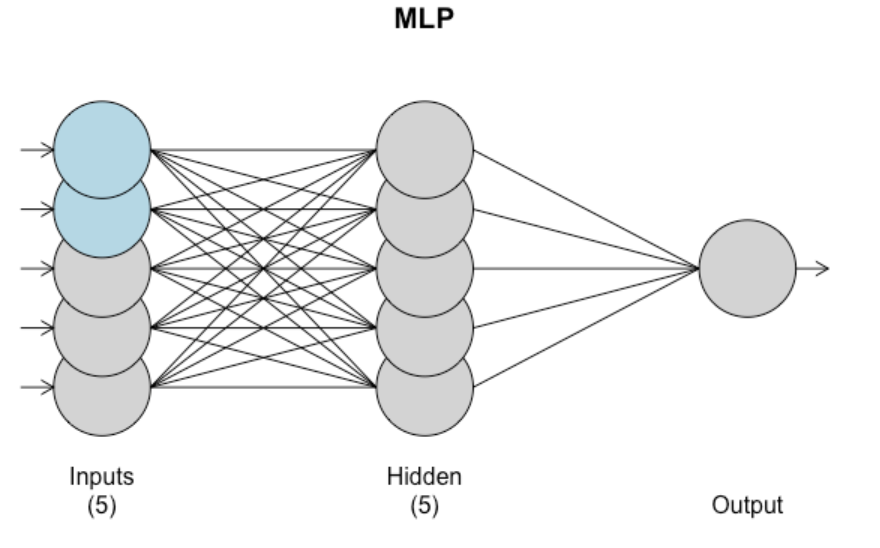 MLP
Inputs
(5)
Hidden
(5)
Output